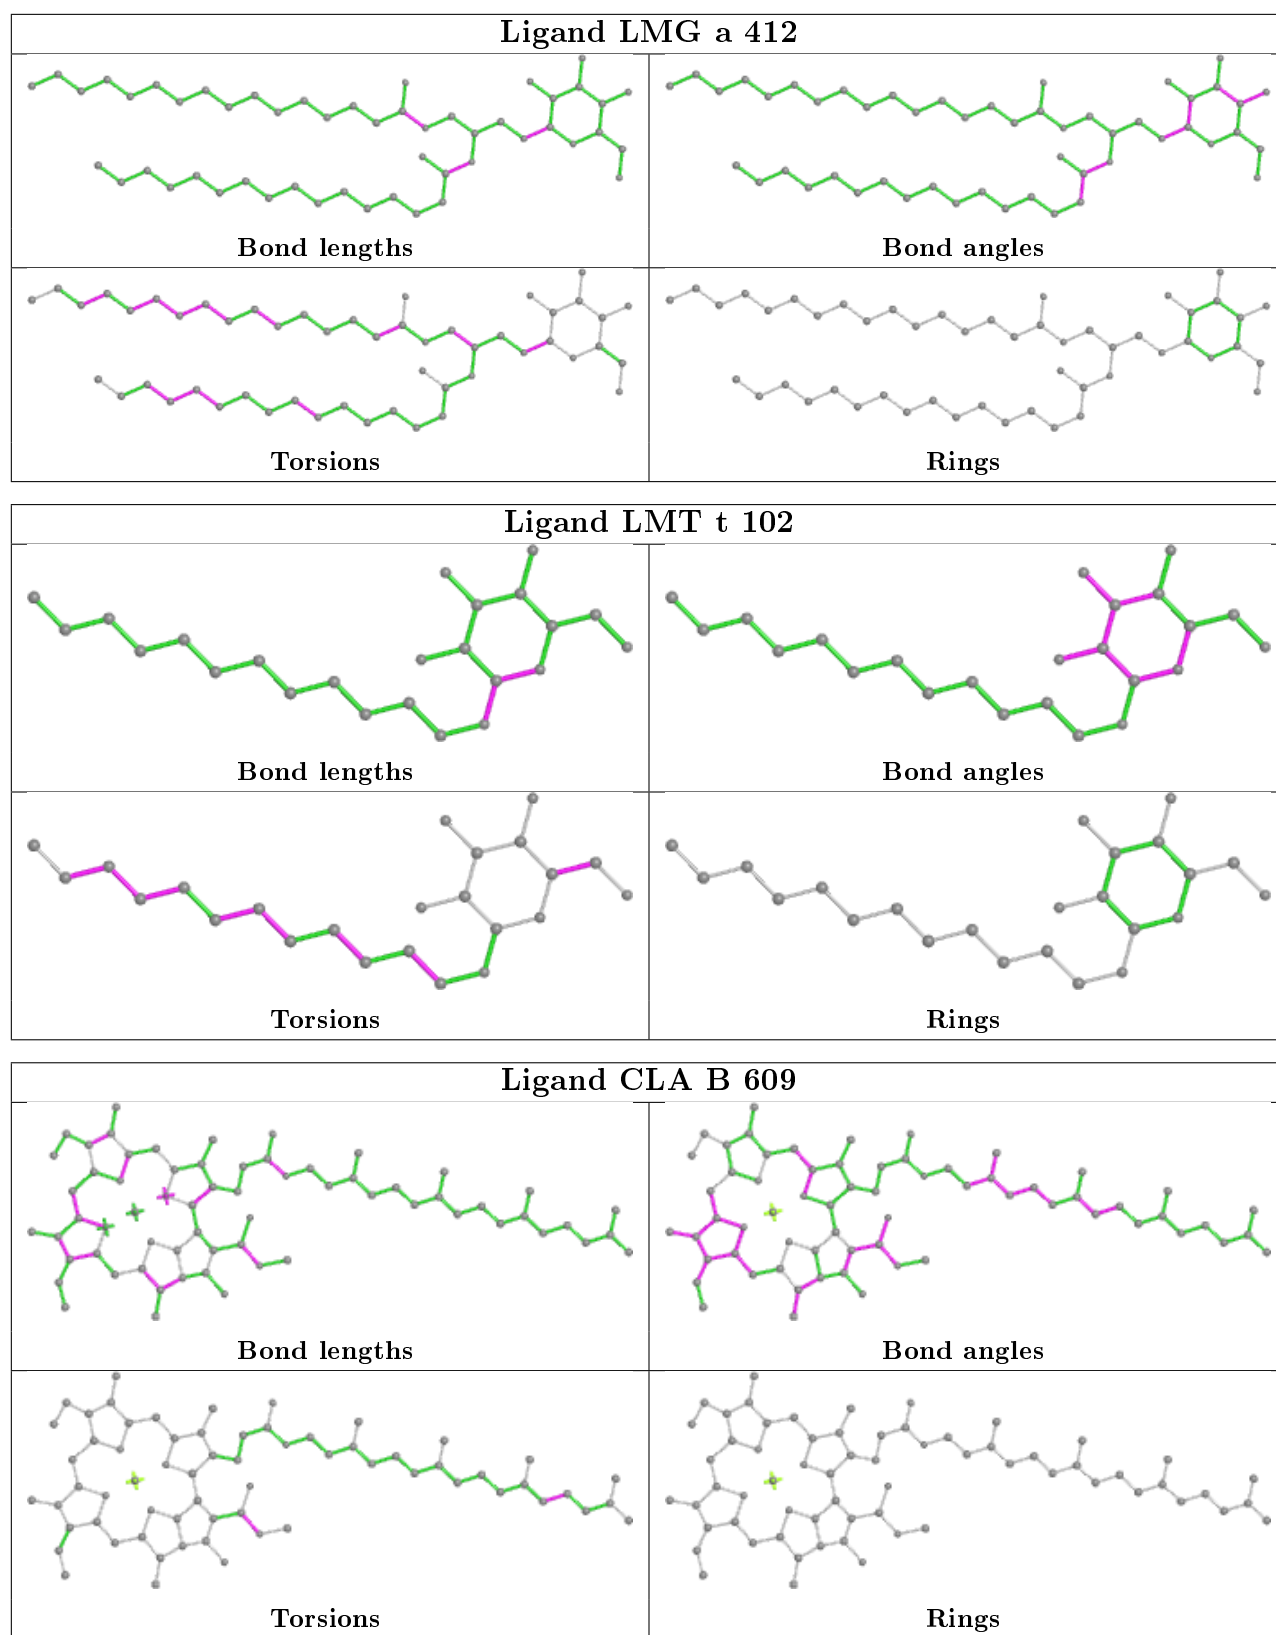 Ligand LMG a 412
Bond lengths
Bond angles
Torsions
Rings
Ligand LMT t 102
Bond lengths
Bond angles
Torsions
Rings
Ligand CLA B 609
Bond lengths
Bond angles
Torsions
Rings